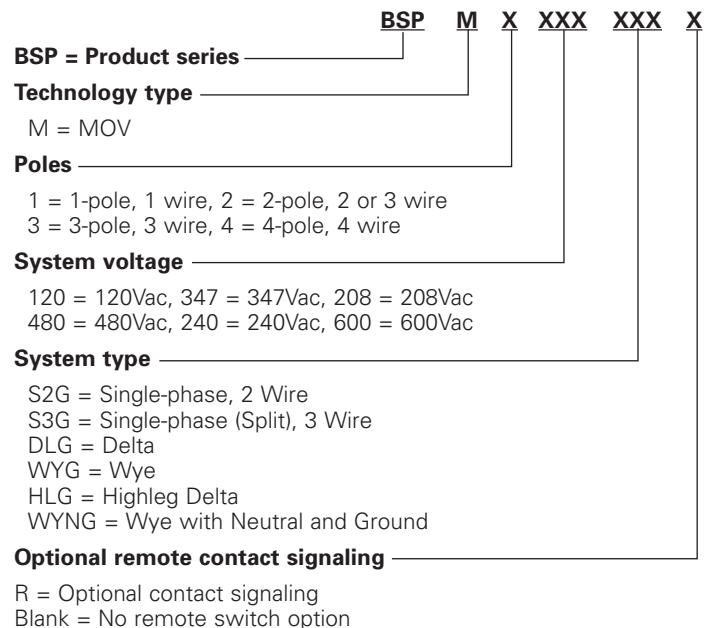 BSP M X XXX XXX X
BSP = Product series
Technology type
M = MOV
Poles
1 = 1-pole, 1 wire, 2 = 2-pole, 2 or 3 wire
3 = 3-pole, 3 wire, 4 = 4-pole, 4 wire
System voltage
120 = 120Vac, 347 = 347Vac, 208 = 208Vac
480 = 480Vac, 240 = 240Vac, 600 = 600Vac
System type
S2G = Single-phase, 2 Wire
S3G = Single-phase (Split), 3 Wire
DLG = Delta
WYG = Wye
HLG = Highleg Delta
WYNG = Wye with Neutral and Ground
Optional remote contact signaling
R = Optional contact signaling
Blank = No remote switch option